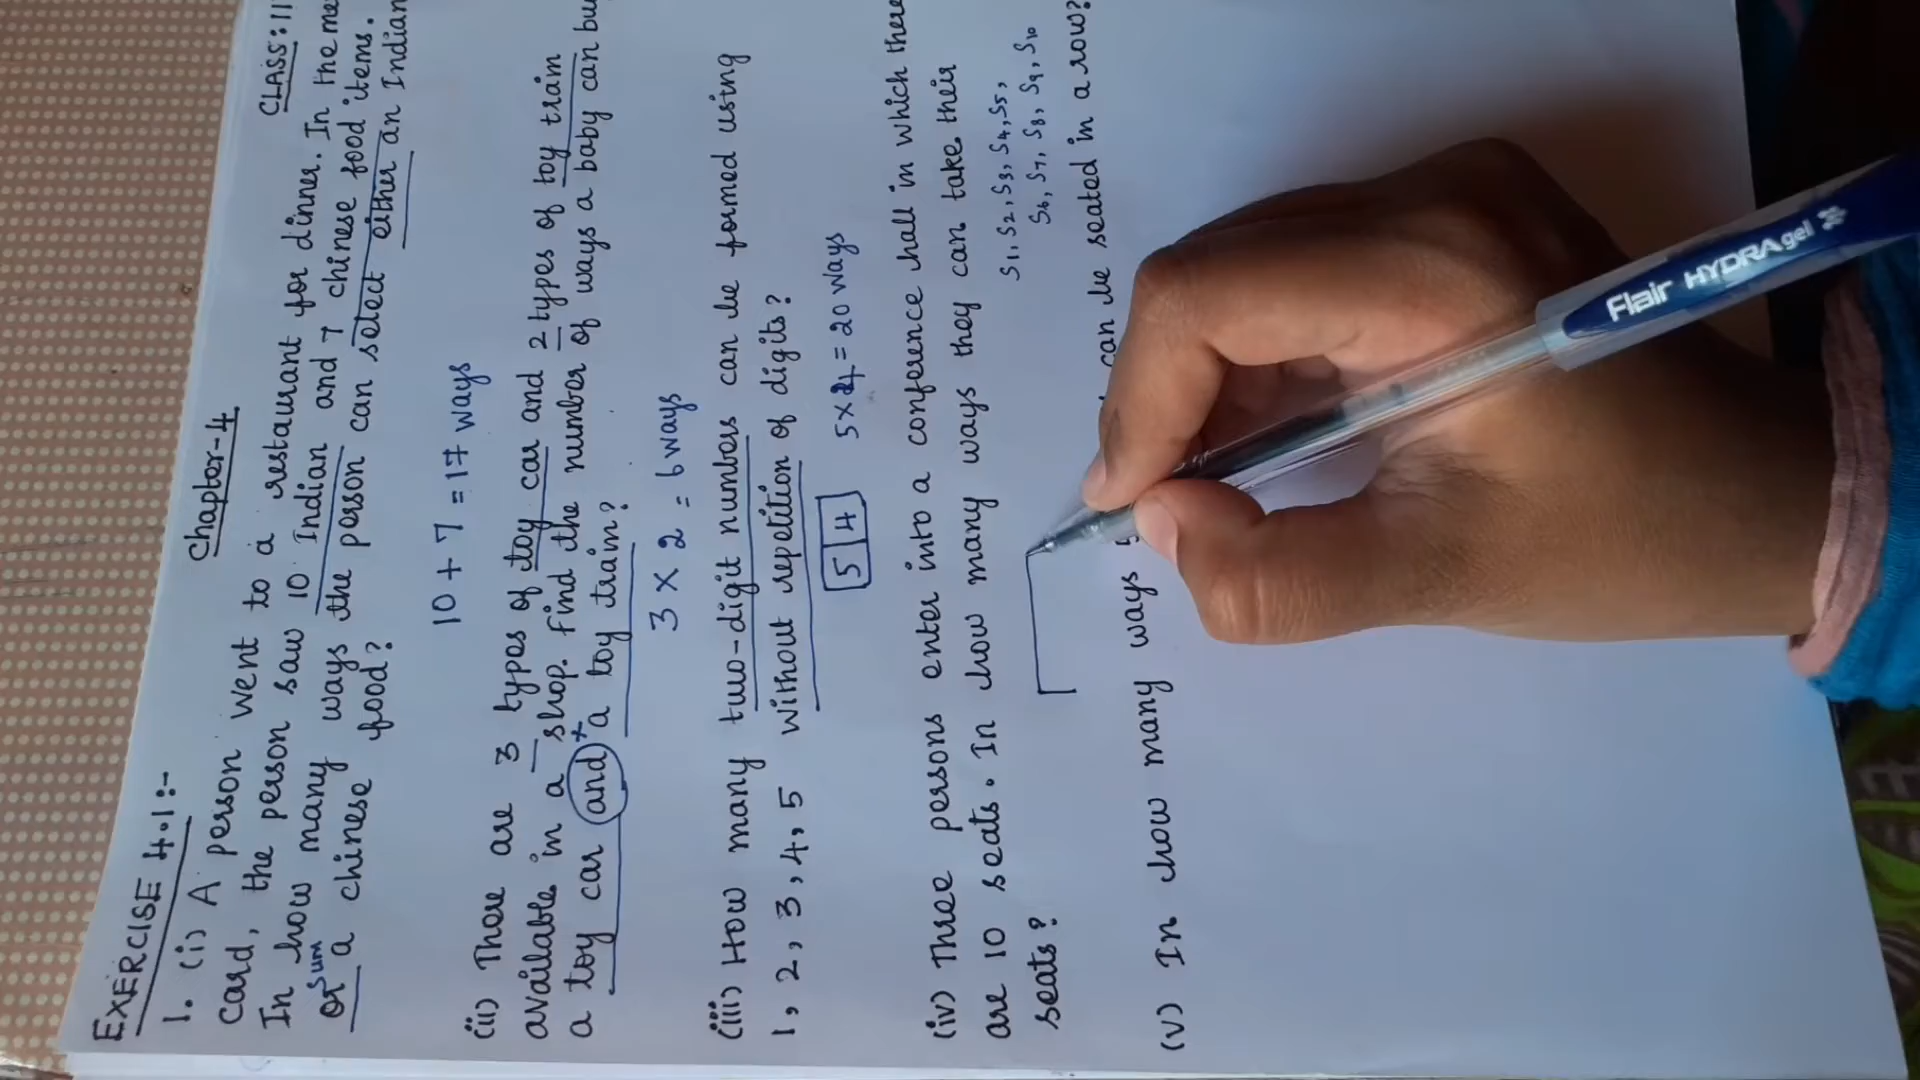 Chapter-4
CLASS: 11
EXERCISE 4.1:-
1. (i) A person went to a restaurant for dinner. In the me
card, the person saw 10 Indian and 7 chinese food items.
In how many ways the person can select either an Indian
sum
or a chinese food?
10 + 7 = 17 ways
(ii) There are 3 types of toy car and 2 types of toy train
available in a shop. Find the number of ways a baby can bu
a toy car and a toy train?
×
3 × 2 = 6 ways
(iii) How many two-digit numbers can be formed using
1, 2, 3, 4, 5 without repetition of digits?
5 4 5 × 4 = 20 ways
(iv) Three persons enter into a conference hall in which there
are 10 seats. In how many ways they can take their
seats?
S1, S2, S3, S4, S5,
S6, S7, S8, S9, S10
(v) In how many ways can be seated in a row?
Flair HYDRA gel